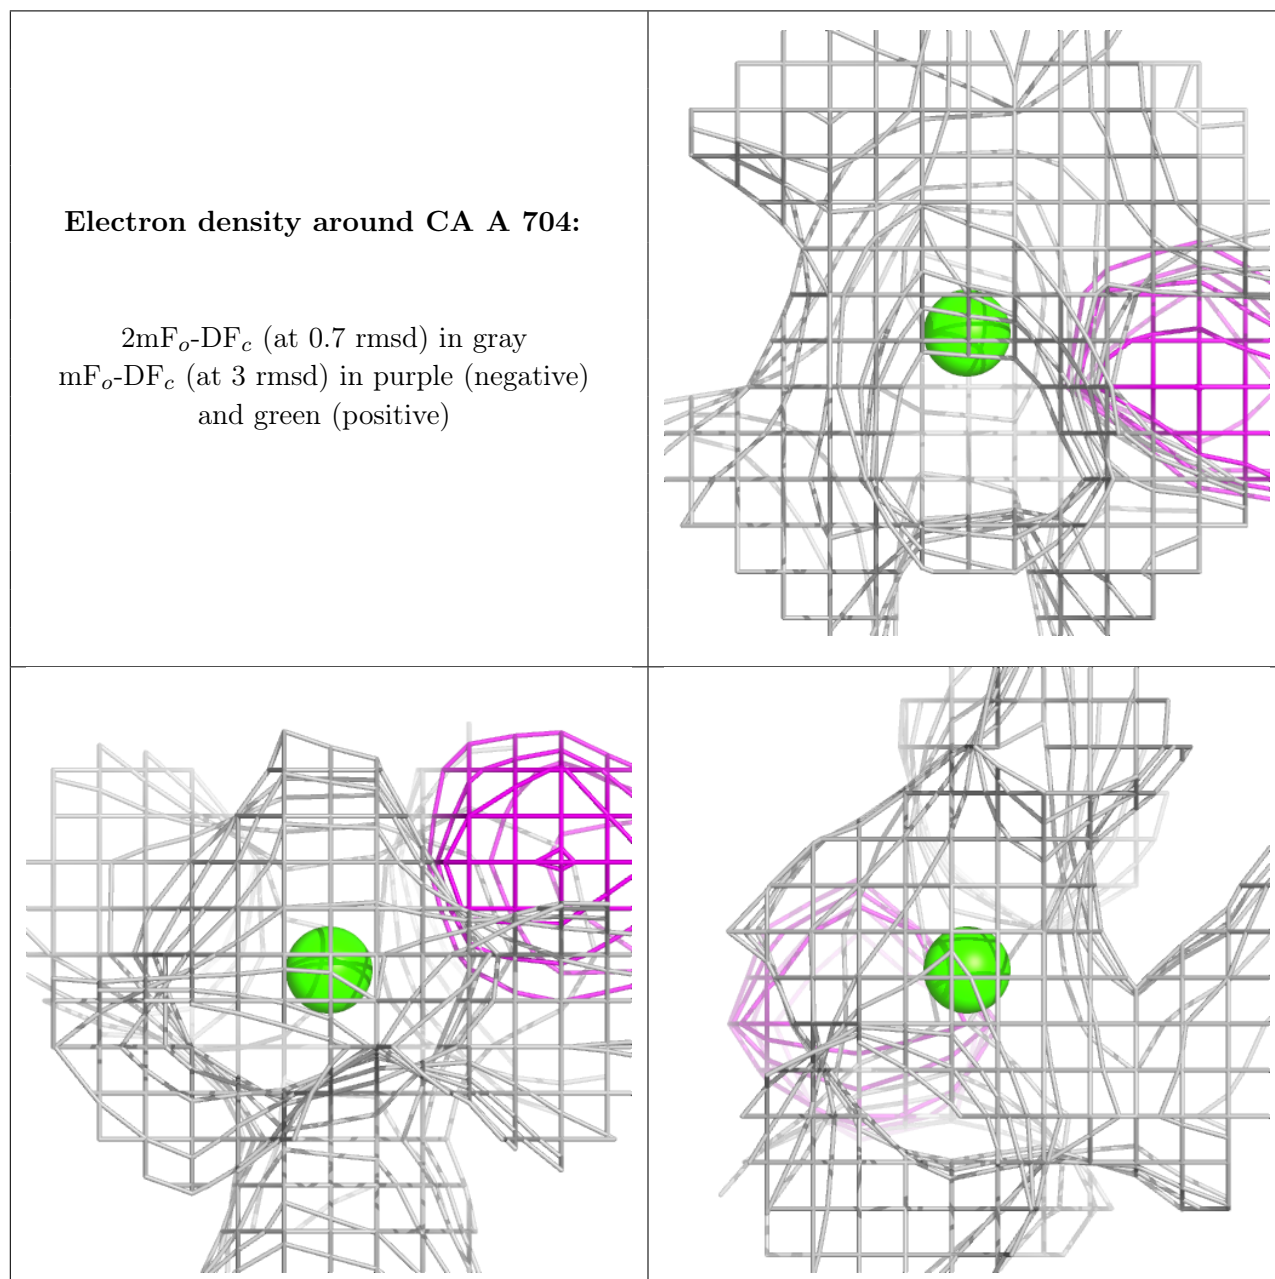 Electron density around CA A 704:
2mFo-DFc (at 0.7 rmsd) in gray
mFo-DFc (at 3 rmsd) in purple (negative)
and green (positive)